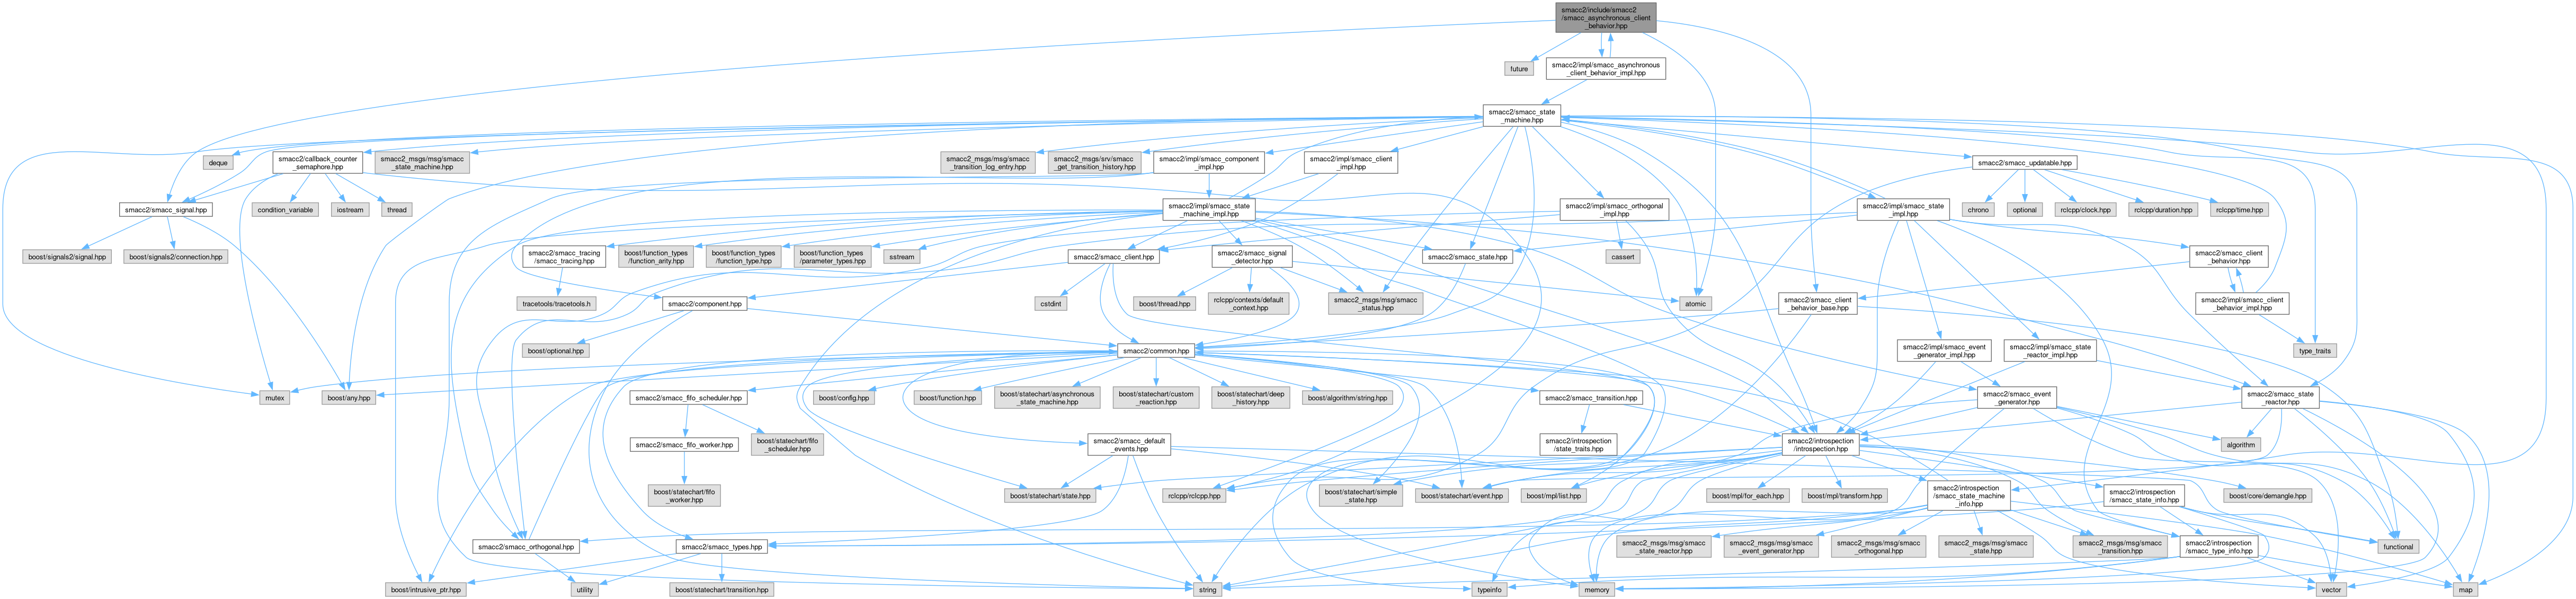 smacc2/include/smacc2
/smacc_asynchronous_client
_behavior.hpp
future
smacc2/impl/smacc_asynchronous
_client_behavior_impl.hpp
smacc2/smacc_state
_machine.hpp
deque
smacc2/callback_counter
_semaphore.hpp
smacc2_msgs/msg/smacc
_state_machine.hpp
smacc2_msgs/msg/smacc
_transition_log_entry.hpp
smacc2_msgs/srv/smacc
_get_transition_history.hpp
smacc2/impl/smacc_component
_impl.hpp
smacc2/impl/smacc_client
_impl.hpp
smacc2/smacc_updatable.hpp
smacc2/smacc_signal.hpp
condition_variable
iostream
thread
smacc2/impl/smacc_state
_machine_impl.hpp
smacc2/impl/smacc_orthogonal
_impl.hpp
smacc2/impl/smacc_state
_impl.hpp
chrono
optional
rclcpp/clock.hpp
rclcpp/duration.hpp
rclcpp/time.hpp
boost/signals2/signal.hpp
boost/signals2/connection.hpp
smacc2/smacc_tracing
/smacc_tracing.hpp
boost/function_types
/function_arity.hpp
boost/function_types
/function_type.hpp
boost/function_types
/parameter_types.hpp
sstream
smacc2/smacc_client.hpp
smacc2/smacc_signal
_detector.hpp
smacc2/smacc_state.hpp
cassert
smacc2/smacc_client
_behavior.hpp
tracetools/tracetools.h
smacc2/component.hpp
cstdint
boost/thread.hpp
rclcpp/contexts/default
_context.hpp
smacc2_msgs/msg/smacc
_status.hpp
atomic
smacc2/smacc_client
_behavior_base.hpp
smacc2/impl/smacc_client
_behavior_impl.hpp
boost/optional.hpp
smacc2/common.hpp
smacc2/impl/smacc_event
_generator_impl.hpp
smacc2/impl/smacc_state
_reactor_impl.hpp
type_traits
mutex
boost/any.hpp
smacc2/smacc_fifo_scheduler.hpp
boost/config.hpp
boost/function.hpp
boost/statechart/asynchronous
_state_machine.hpp
boost/statechart/custom
_reaction.hpp
boost/statechart/deep
_history.hpp
boost/algorithm/string.hpp
smacc2/smacc_transition.hpp
smacc2/smacc_event
_generator.hpp
smacc2/smacc_state
_reactor.hpp
smacc2/smacc_fifo_worker.hpp
boost/statechart/fifo
_scheduler.hpp
smacc2/smacc_default
_events.hpp
smacc2/introspection
/state_traits.hpp
smacc2/introspection
/introspection.hpp
algorithm
boost/statechart/fifo
_worker.hpp
boost/statechart/state.hpp
rclcpp/rclcpp.hpp
boost/statechart/simple
_state.hpp
boost/statechart/event.hpp
boost/mpl/list.hpp
boost/mpl/for_each.hpp
boost/mpl/transform.hpp
smacc2/introspection
/smacc_state_machine
_info.hpp
smacc2/introspection
/smacc_state_info.hpp
boost/core/demangle.hpp
smacc2/smacc_orthogonal.hpp
smacc2/smacc_types.hpp
smacc2_msgs/msg/smacc
_state_reactor.hpp
smacc2_msgs/msg/smacc
_event_generator.hpp
smacc2_msgs/msg/smacc
_orthogonal.hpp
smacc2_msgs/msg/smacc
_state.hpp
smacc2_msgs/msg/smacc
_transition.hpp
smacc2/introspection
/smacc_type_info.hpp
functional
boost/intrusive_ptr.hpp
utility
boost/statechart/transition.hpp
string
typeinfo
memory
vector
map